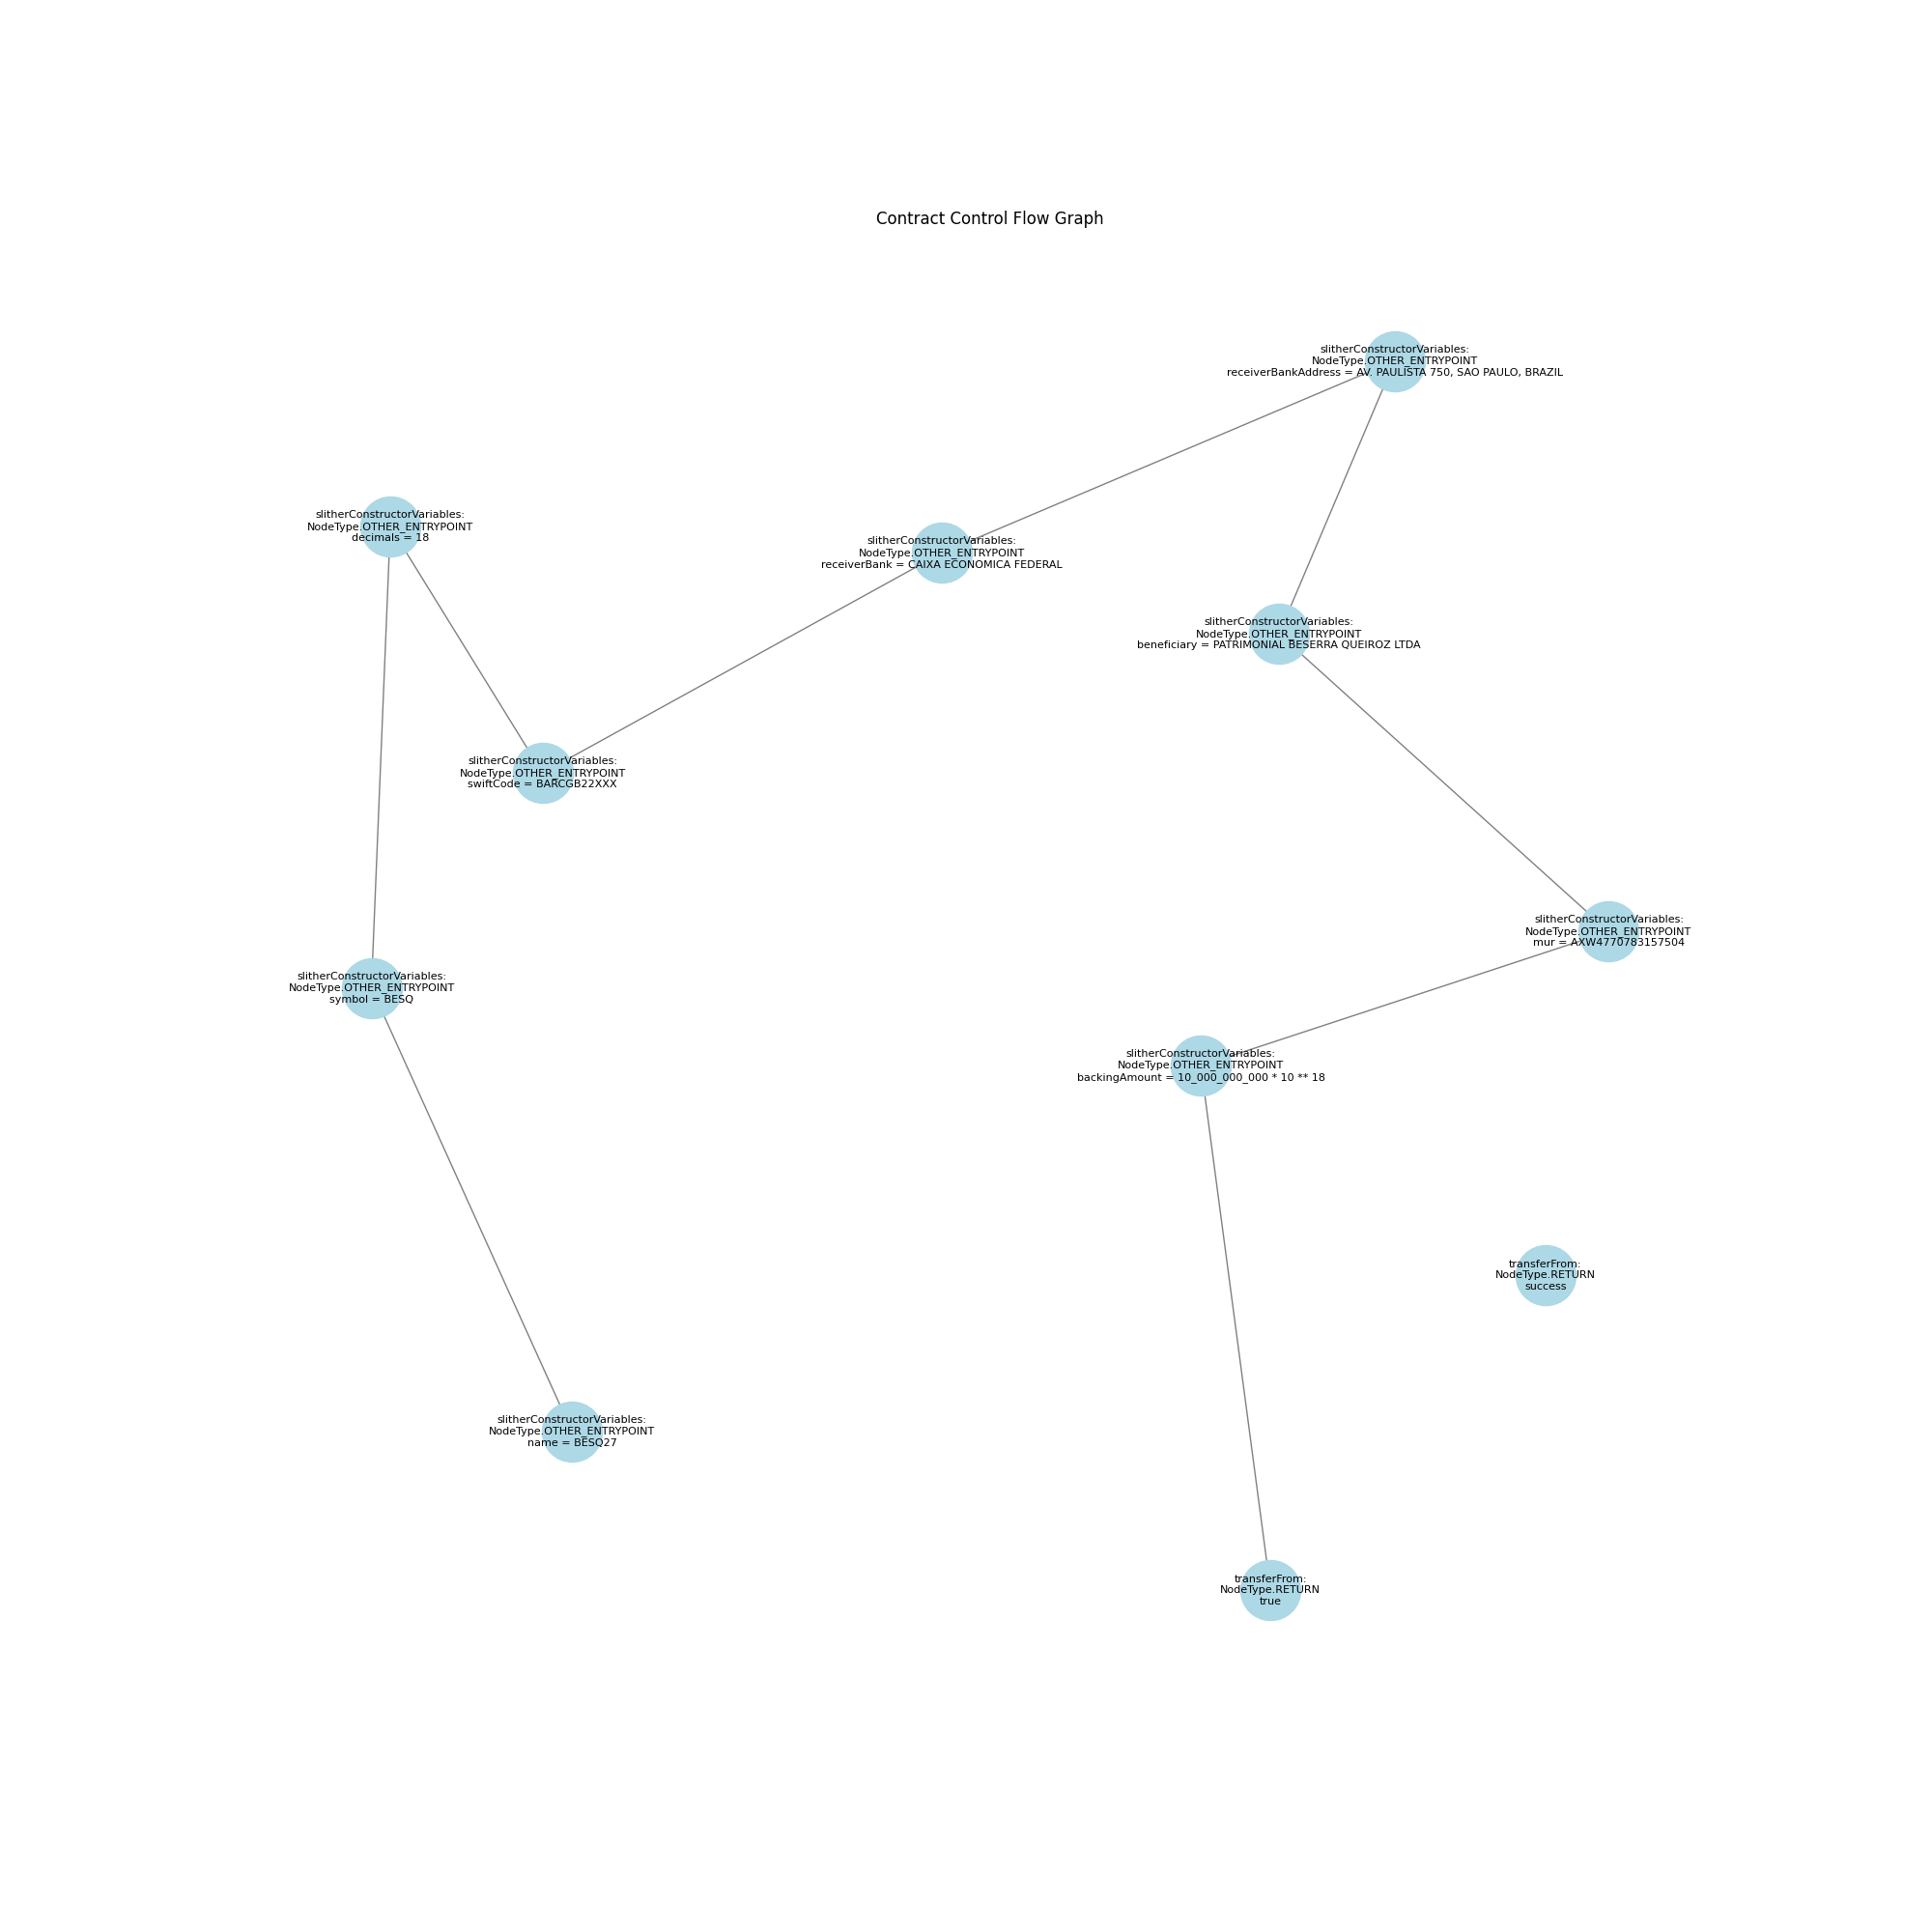 Contract Control Flow Graph
slitherConstructorVariables:
NodeType.OTHER_ENTRYPOINT
receiverBankAddress = AV. PAULISTA 750, SAO PAULO, BRAZIL
slitherConstructorVariables:
NodeType.OTHER_ENTRYPOINT
decimals = 18
slitherConstructorVariables:
NodeType.OTHER_ENTRYPOINT
receiverBank = CAIXA ECONOMICA FEDERAL
slitherConstructorVariables:
NodeType.OTHER_ENTRYPOINT
beneficiary = PATRIMONIAL BESERRA QUEIROZ LTDA
slitherConstructorVariables:
NodeType.OTHER_ENTRYPOINT
swiftCode = BARCGB22XXX
slitherConstructorVariables:
NodeType.OTHER_ENTRYPOINT
mur = AXW4770783157504
slitherConstructorVariables:
NodeType.OTHER_ENTRYPOINT
symbol = BESQ
slitherConstructorVariables:
NodeType.OTHER_ENTRYPOINT
backingAmount = 10_000_000_000 * 10 ** 18
transferFrom:
NodeType.RETURN
success
slitherConstructorVariables:
NodeType.OTHER_ENTRYPOINT
name = BESQ27
transferFrom:
NodeType.RETURN
true